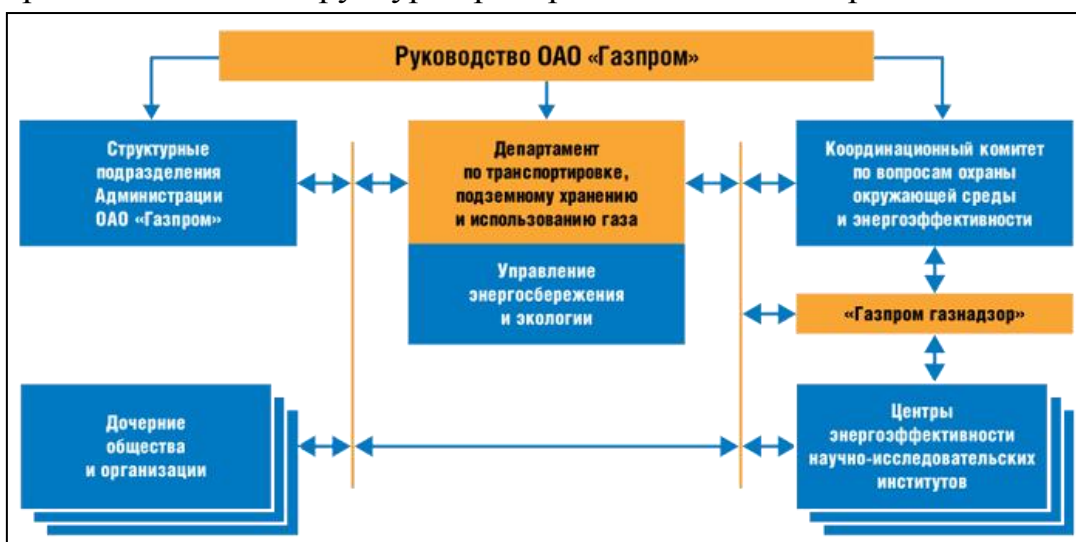 Руководство ОАО «Газпром»
Структурные
подразделения
Администрации
ОАО «Газпром»
Департамент
по транспортировке,
подземному хранению
и использованию газа
Координационный комитет
по вопросам охраны
окружающей среды
и энергоэффективности
Управление
энергосбережения
и экологии
«Газпром газнадзор»
Дочерние
общества
и организации
Центры
энергоэффективности
научно-исследовательских
институтов